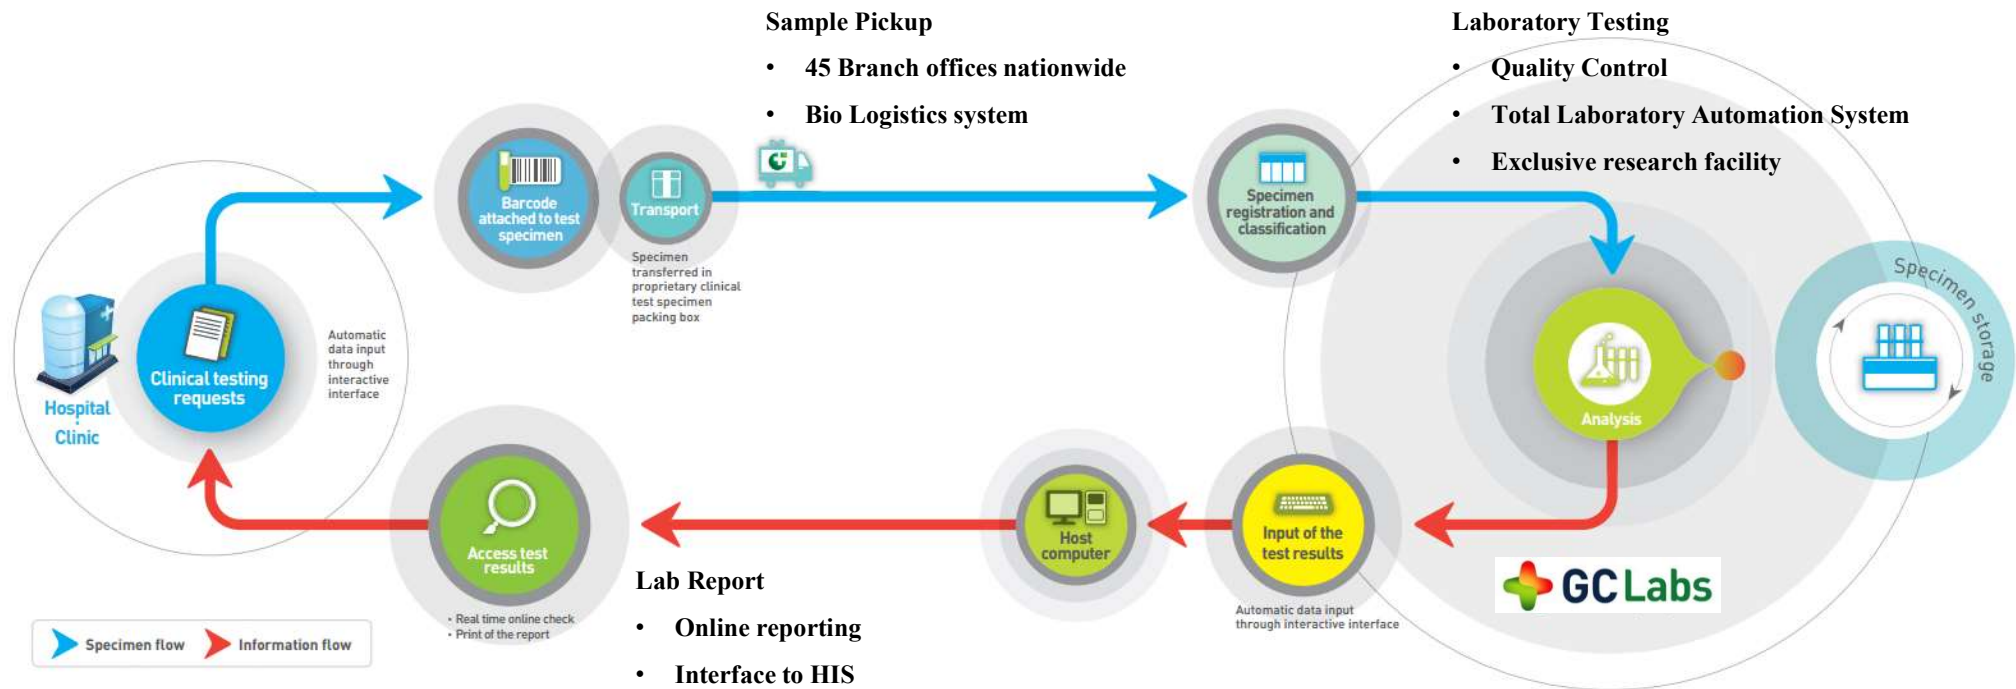 Sample Pickup
• 45 Branch offices nationwide
• Bio Logistics system
Laboratory Testing
• Quality Control
• Total Laboratory Automation System
• Exclusive research facility
Hospital
·
Clinic
Clinical testing
requests
Automatic
data input
through
interactive
interface
Barcode
attached to test
specimen
Transport
Specimen
transferred in
proprietary clinical
test specimen
packing box
Specimen
registration and
classification
Analysis
Specimen storage
Input of the
test results
Automatic data input
through interactive interface
Host
computer
Access test
results
• Real time online check
• Print of the report
Lab Report
• Online reporting
• Interface to HIS
GC Labs
Specimen flow
Information flow